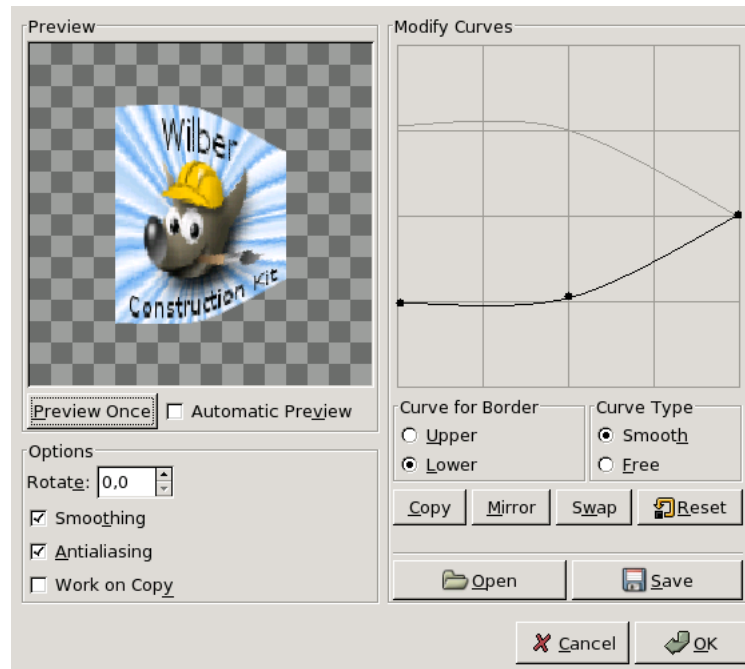 Preview
Wilber
Construction Kit
Preview Once
Automatic Preview
Options
Rotate: 0,0
Smoothing
Antialiasing
Work on Copy
Modify Curves
Curve for Border
Upper
Lower
Curve Type
Smooth
Free
Copy
Mirror
Swap
Reset
Open
Save
Cancel
OK